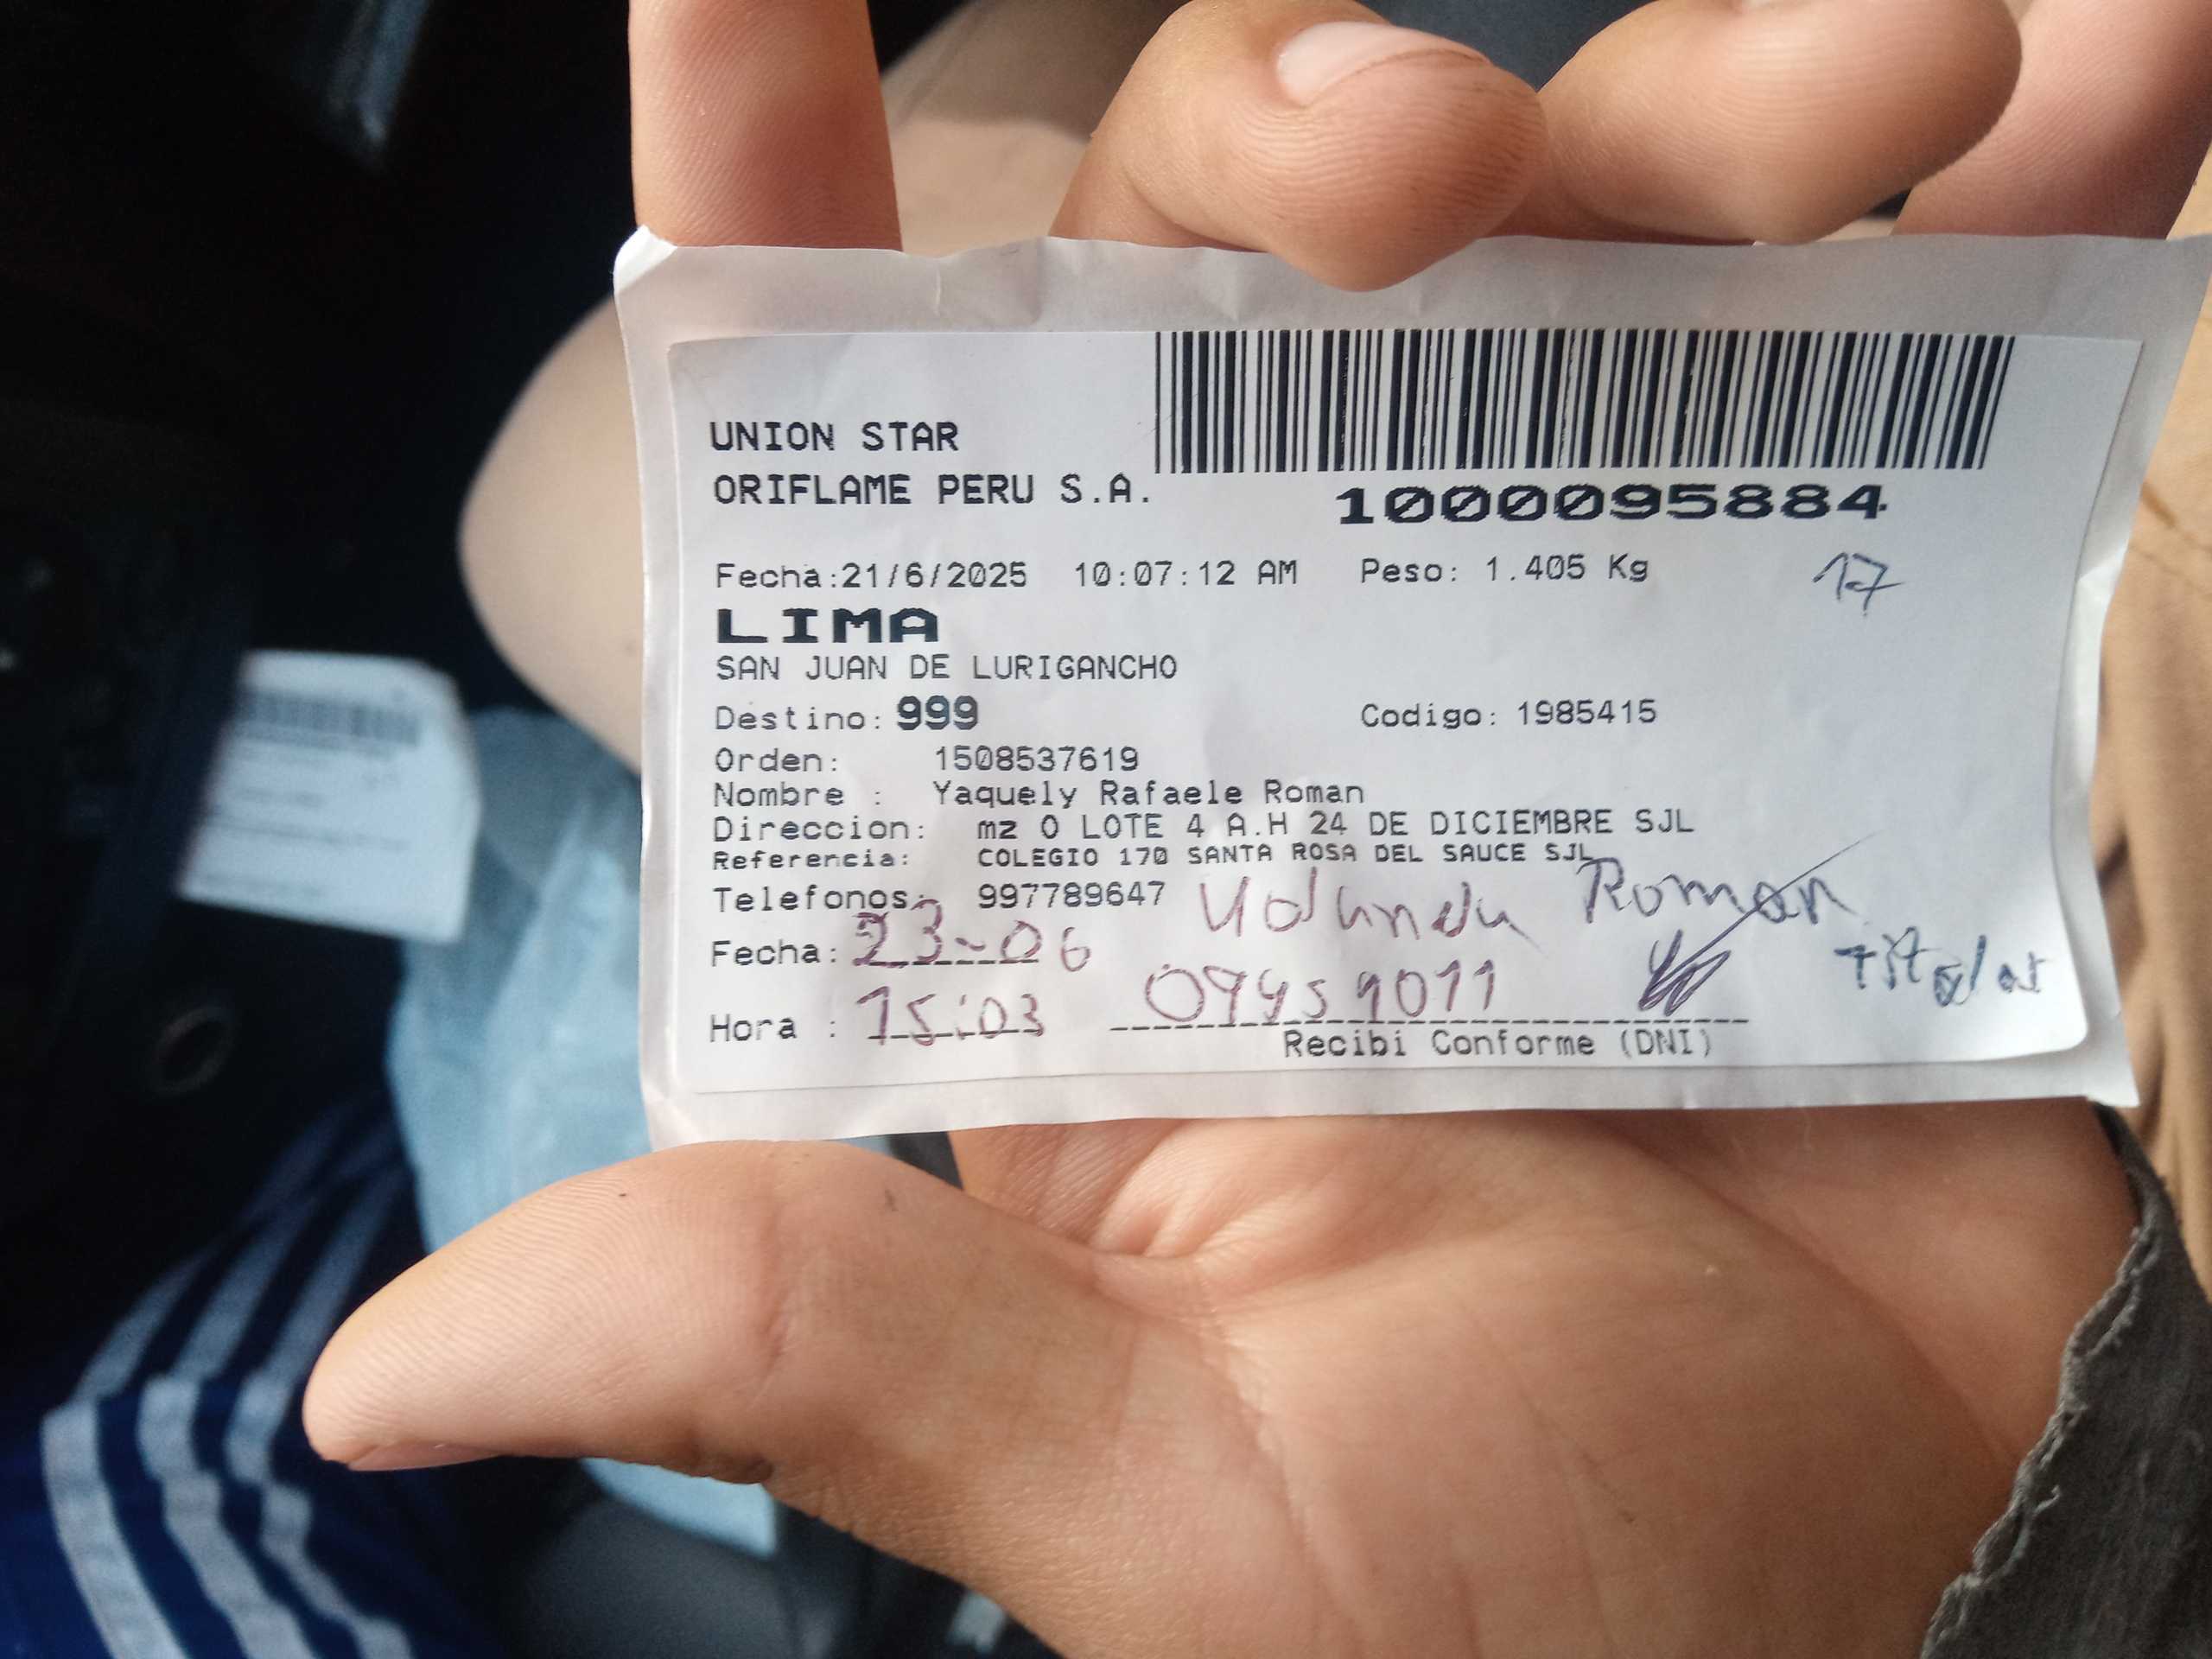 UNION STAR
ORIFLAME PERU S.A.
1000095884
Fecha:21/6/2025 10:07:12 AM Peso: 1.405 Kg
17
LIMA
SAN JUAN DE LURIGANCHO
Destino: 999 Codigo: 1985415
Orden: 1508537619
Nombre : Yaquely Rafaele Roman
Direccion: mz O LOTE 4 A.H 24 DE DICIEMBRE SJL
Referencia: COLEGIO 170 SANTA ROSA DEL SAUCE SJL
Telefonos: 997789647 Roman
Fecha: 23-06 Titular
Hora : 15:03
Recibi Conforme (DNI)